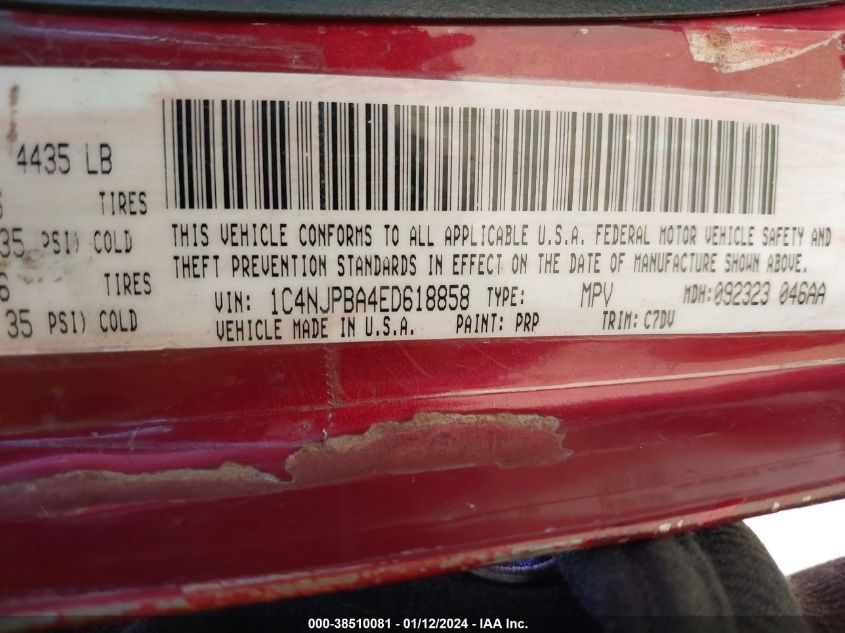 4435 LB
TIRES
35 PSI) COLD
TIRES
35 PSI) COLD
THIS VEHICLE CONFORMS TO ALL APPLICABLE U.S.A. FEDERAL MOTOR VEHICLE SAFETY AND
THEFT PREVENTION STANDARDS IN EFFECT ON THE DATE OF MANUFACTURE SHOWN ABOVE.
VIN: 1C4NJPBA4ED618858 TYPE: MPV MDH:092323 046AA
VEHICLE MADE IN U.S.A. PAINT: PRP TRIM: C7DV
000-38510081 - 01/12/2024 - IAA Inc.